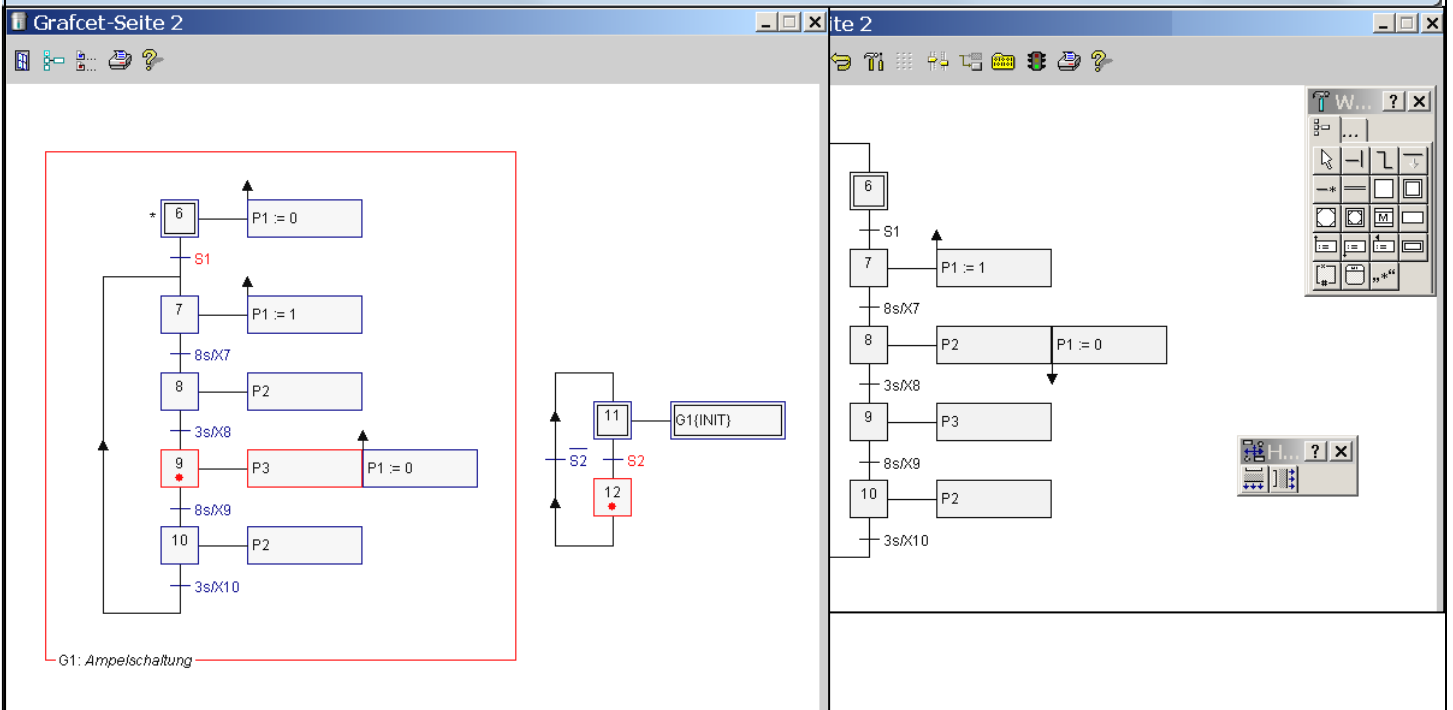 Grafcet-Seite 2
* 6 P1 := 0
S1
7 P1 := 1
8s/X7
8 P2
3s/X8
9 P3 P1 := 0
8s/X9
10 P2
3s/X10
G1: Ampelschaltung
11 G1{INIT}
S2 S2
12
ite 2
W... ?
...
M
:= := :=
# „*“
6
S1
7 P1 := 1
8s/X7
8 P2 P1 := 0
3s/X8
9 P3
8s/X9
10 P2
3s/X10
H... ?